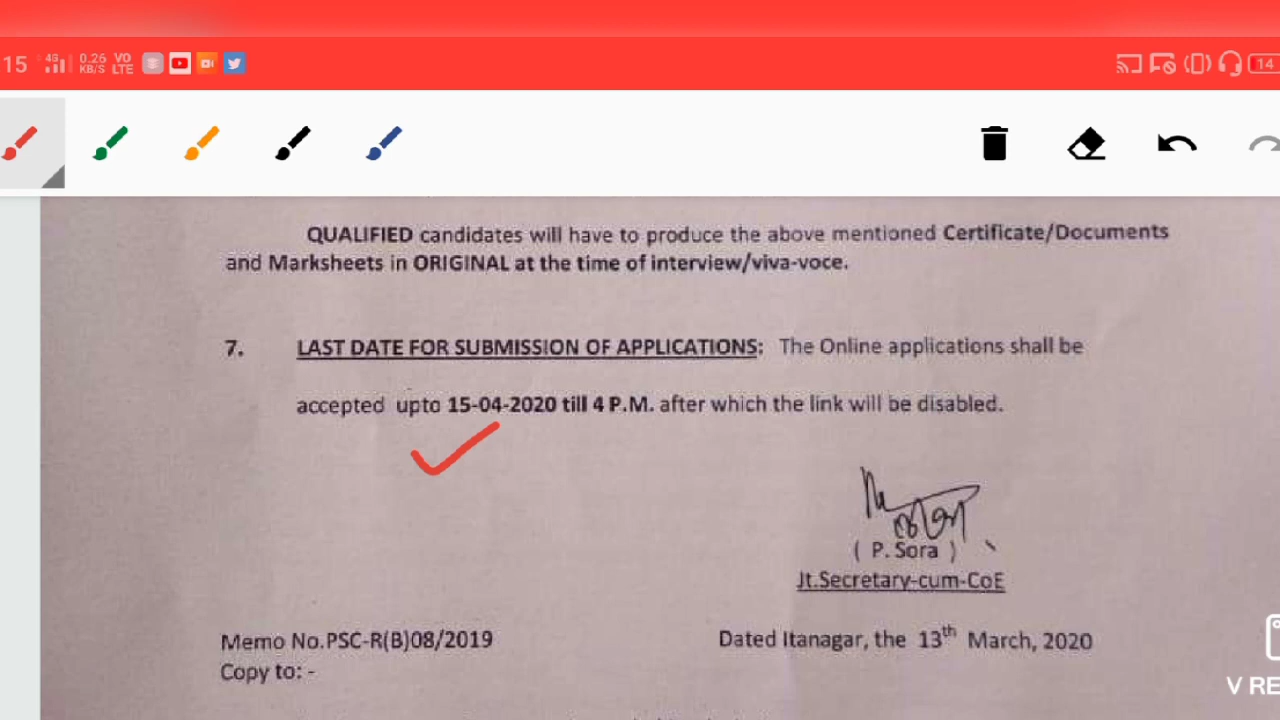 15 4G 0.26 KB/S VO LTE 14
QUALIFIED candidates will have to produce the above mentioned Certificate/Documents
and Marksheets in ORIGINAL at the time of interview/viva-voce.
7. LAST DATE FOR SUBMISSION OF APPLICATIONS: The Online applications shall be
accepted upto 15-04-2020 till 4 P.M. after which the link will be disabled.
( P. Sora )
Jt.Secretary-cum-CoE
Memo No.PSC-R(B)08/2019 Dated Itanagar, the 13th March, 2020
Copy to: -
V RE